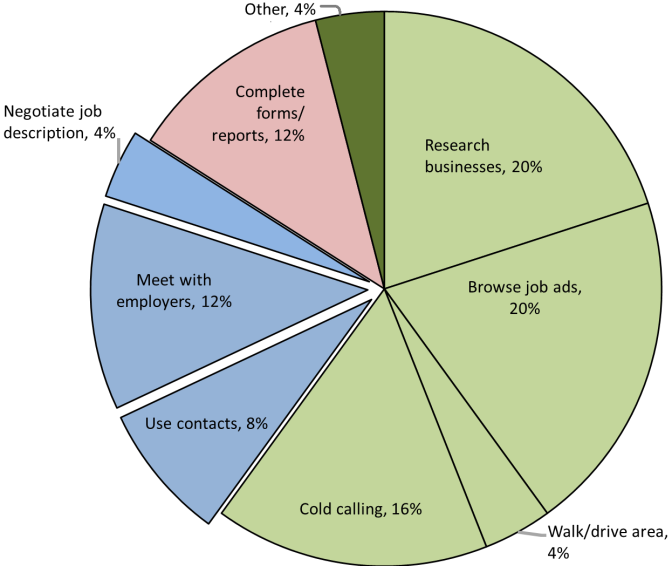 Other, 4%
Complete
forms/
reports, 12%
Negotiate job
description, 4%
Research
businesses, 20%
Meet with
employers, 12%
Browse job ads,
20%
Use contacts, 8%
Cold calling, 16%
Walk/drive area,
4%